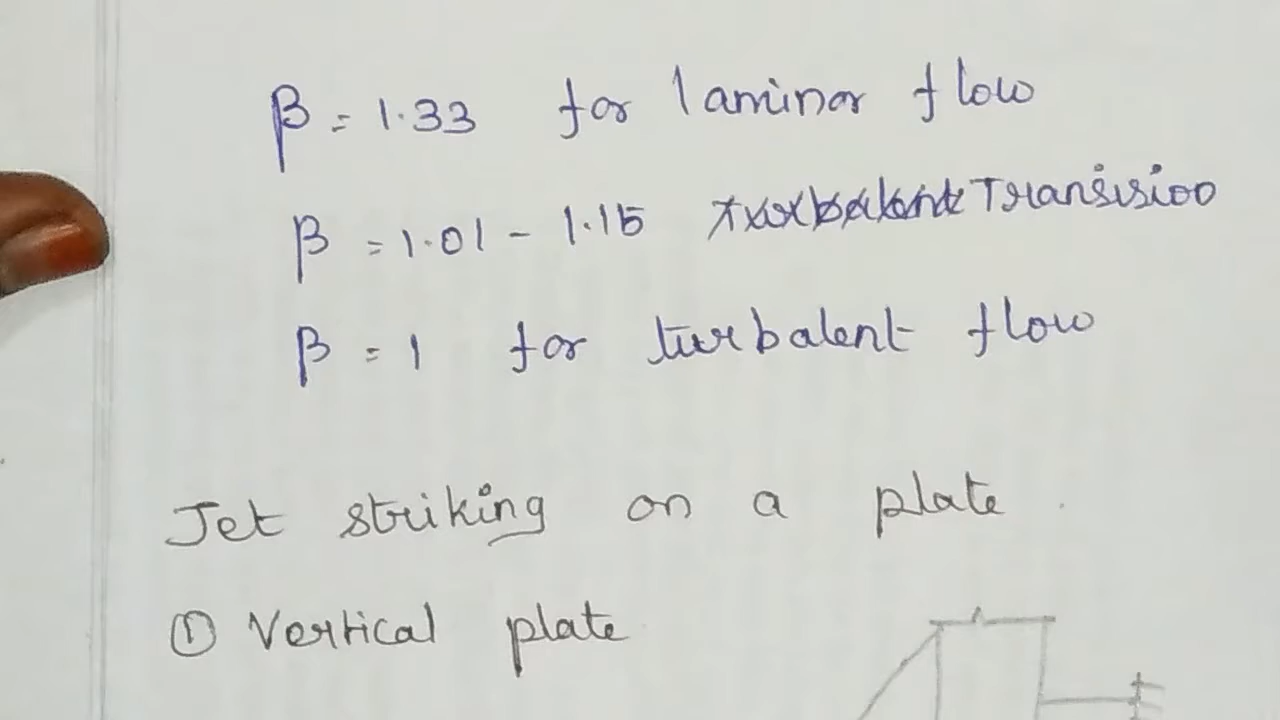 β = 1.33 for laminar flow
β = 1.01 - 1.15 Transision
β = 1 for turbalent flow
Jet striking on a plate
① Vertical plate